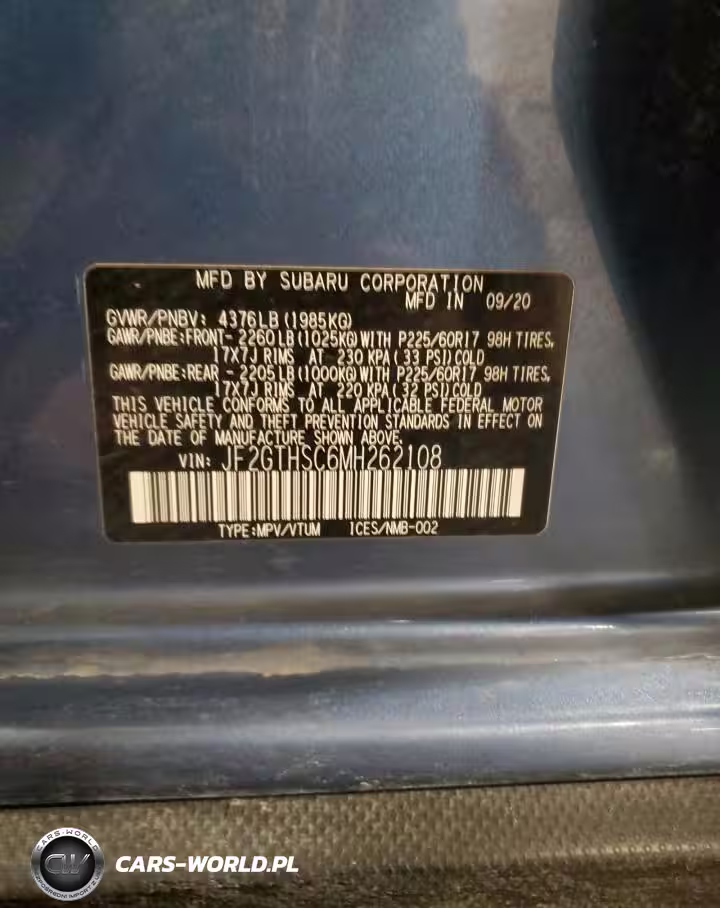 MFD BY SUBARU CORPORATION
MFD IN 09/20
GVWR/PNBV: 4376LB(1985KG)
GAWR/PNBE:FRONT- 2260LB(1025KG)WITH P225/60R17 98H TIRES,
17X7J RIMS AT 230 KPA(33 PSI)COLD
GAWR/PNBE:REAR - 2205LB(1000KG)WITH P225/60R17 98H TIRES,
17X7J RIMS AT 220 KPA(32 PSI)COLD
THIS VEHICLE CONFORMS TO ALL APPLICABLE FEDERAL MOTOR
VEHICLE SAFETY AND THEFT PREVENTION STANDARDS IN EFFECT ON
THE DATE OF MANUFACTURE SHOWN ABOVE.
VIN: JF2GTHSC6MH262108
TYPE:MPV/VTUM ICES/NMB-002
CARS-WORLD
CW
CARS-WORLD.PL